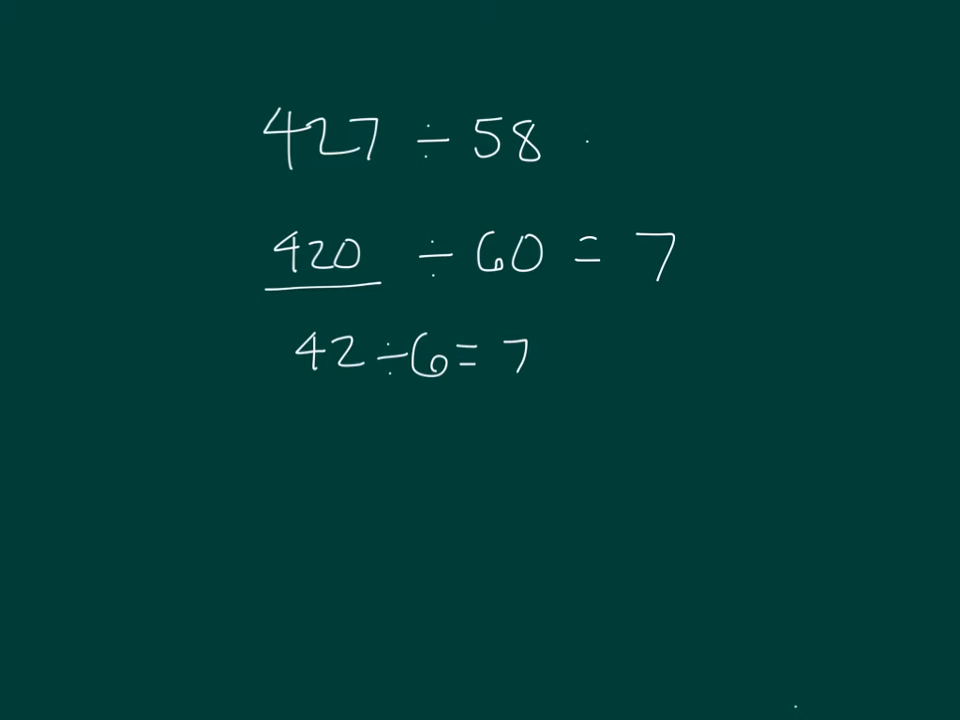 427 ÷ 58
420 ÷ 60 = 7
42 ÷ 6 = 7